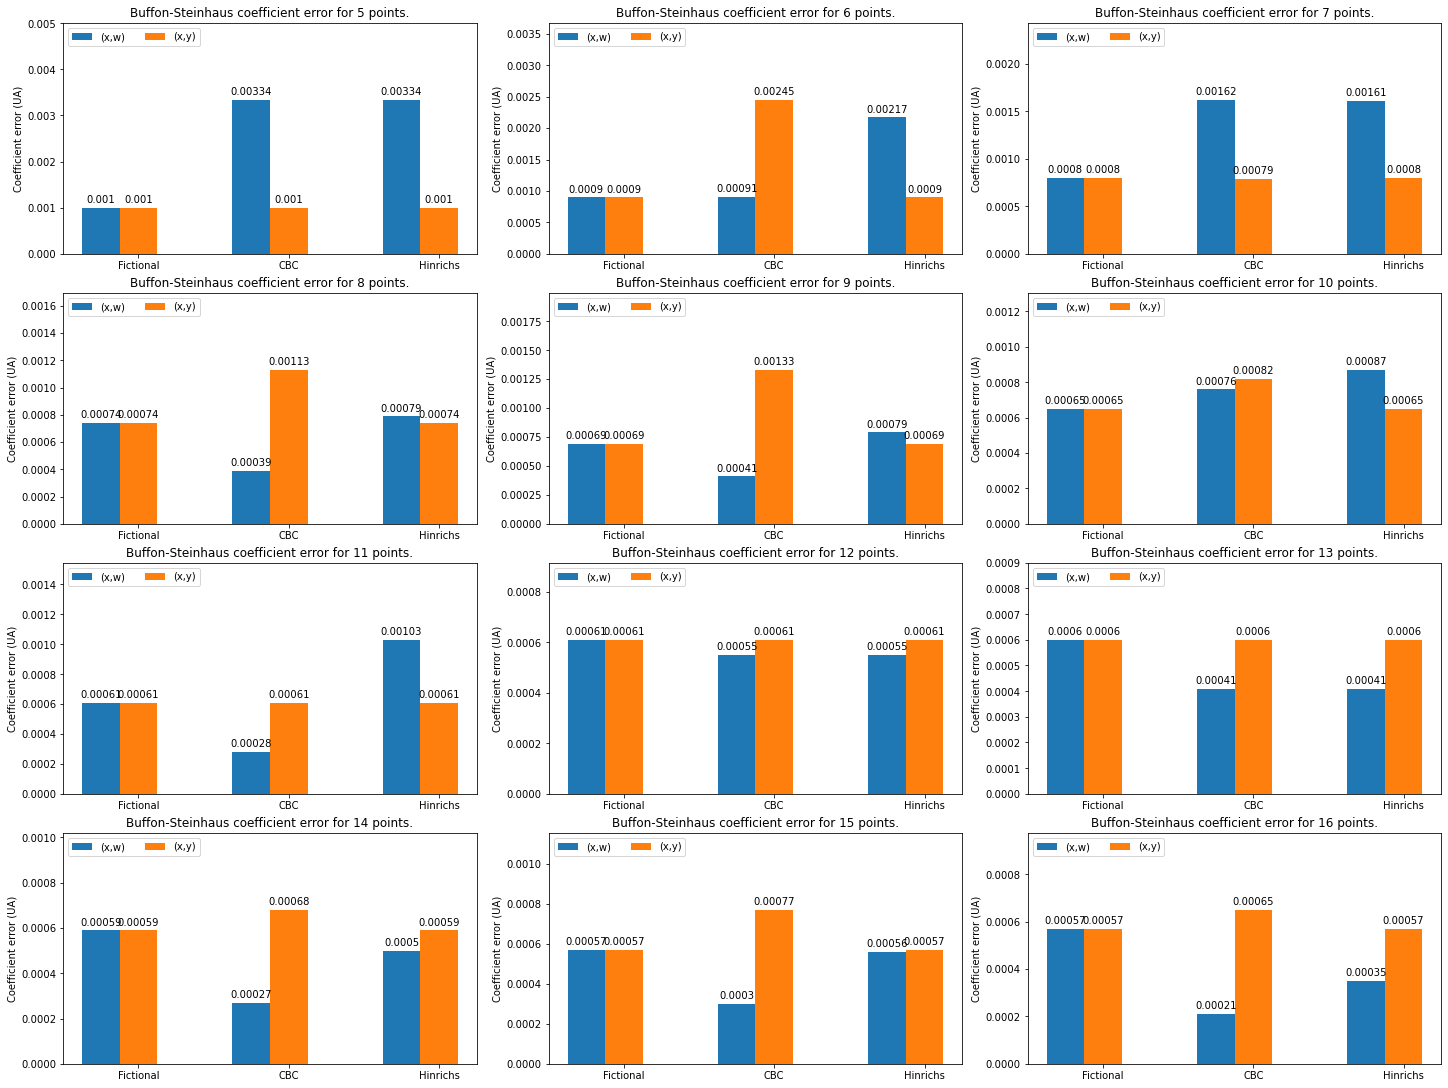 Buffon-Steinhaus coefficient error for 5 points.
(x,w) (x,y)
Coefficient error (UA)
0.005
0.004
0.003
0.002
0.001
0.000
0.001 0.001 0.00334 0.001 0.00334 0.001
Fictional CBC Hinrichs
Buffon-Steinhaus coefficient error for 6 points.
(x,w) (x,y)
Coefficient error (UA)
0.0035
0.0030
0.0025
0.0020
0.0015
0.0010
0.0005
0.0000
0.0009 0.0009 0.00091 0.00245 0.00217 0.0009
Fictional CBC Hinrichs
Buffon-Steinhaus coefficient error for 7 points.
(x,w) (x,y)
Coefficient error (UA)
0.0020
0.0015
0.0010
0.0005
0.0000
0.0008 0.0008 0.00162 0.00079 0.00161 0.0008
Fictional CBC Hinrichs
Buffon-Steinhaus coefficient error for 8 points.
(x,w) (x,y)
Coefficient error (UA)
0.0016
0.0014
0.0012
0.0010
0.0008
0.0006
0.0004
0.0002
0.0000
0.00074 0.00074 0.00039 0.00113 0.00079 0.00074
Fictional CBC Hinrichs
Buffon-Steinhaus coefficient error for 9 points.
(x,w) (x,y)
Coefficient error (UA)
0.00175
0.00150
0.00125
0.00100
0.00075
0.00050
0.00025
0.00000
0.00069 0.00069 0.00041 0.00133 0.00079 0.00069
Fictional CBC Hinrichs
Buffon-Steinhaus coefficient error for 10 points.
(x,w) (x,y)
Coefficient error (UA)
0.0012
0.0010
0.0008
0.0006
0.0004
0.0002
0.0000
0.00065 0.00065 0.00076 0.00082 0.00087 0.00065
Fictional CBC Hinrichs
Buffon-Steinhaus coefficient error for 11 points.
(x,w) (x,y)
Coefficient error (UA)
0.0014
0.0012
0.0010
0.0008
0.0006
0.0004
0.0002
0.0000
0.00061 0.00061 0.00028 0.00061 0.00103 0.00061
Fictional CBC Hinrichs
Buffon-Steinhaus coefficient error for 12 points.
(x,w) (x,y)
Coefficient error (UA)
0.0008
0.0006
0.0004
0.0002
0.0000
0.00061 0.00061 0.00055 0.00061 0.00055 0.00061
Fictional CBC Hinrichs
Buffon-Steinhaus coefficient error for 13 points.
(x,w) (x,y)
Coefficient error (UA)
0.0009
0.0008
0.0007
0.0006
0.0005
0.0004
0.0003
0.0002
0.0001
0.0000
0.0006 0.0006 0.00041 0.0006 0.00041 0.0006
Fictional CBC Hinrichs
Buffon-Steinhaus coefficient error for 14 points.
(x,w) (x,y)
Coefficient error (UA)
0.0010
0.0008
0.0006
0.0004
0.0002
0.0000
0.00059 0.00059 0.00027 0.00068 0.0005 0.00059
Fictional CBC Hinrichs
Buffon-Steinhaus coefficient error for 15 points.
(x,w) (x,y)
Coefficient error (UA)
0.0010
0.0008
0.0006
0.0004
0.0002
0.0000
0.00057 0.00057 0.0003 0.00077 0.00056 0.00057
Fictional CBC Hinrichs
Buffon-Steinhaus coefficient error for 16 points.
(x,w) (x,y)
Coefficient error (UA)
0.0008
0.0006
0.0004
0.0002
0.0000
0.00057 0.00057 0.00021 0.00065 0.00035 0.00057
Fictional CBC Hinrichs